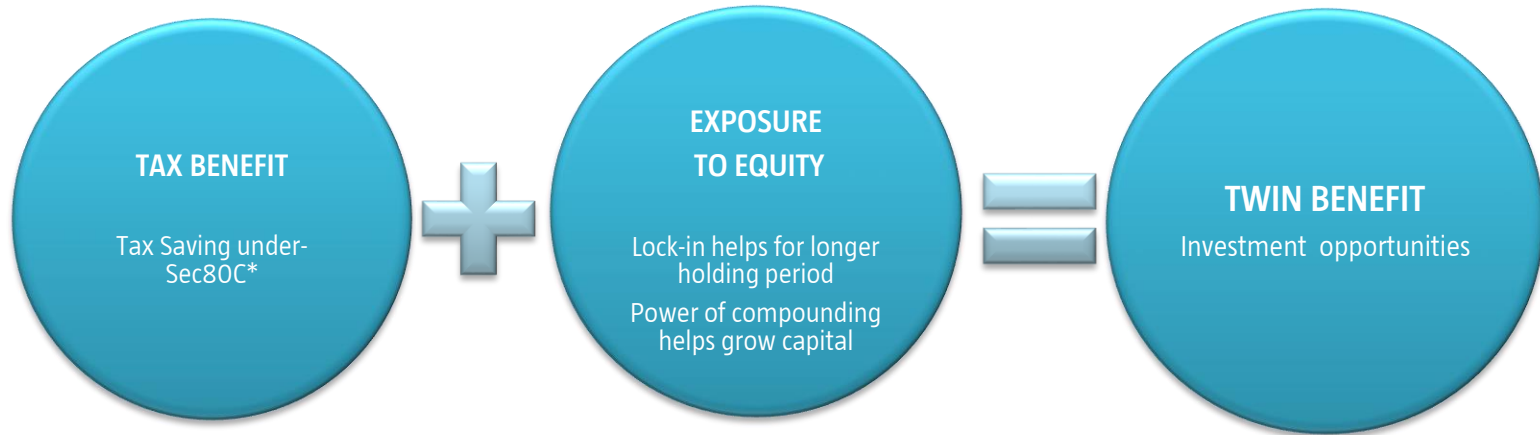 TAX BENEFIT
Tax Saving under-
Sec80C*
EXPOSURE
TO EQUITY
Lock-in helps for longer
holding period
Power of compounding
helps grow capital
TWIN BENEFIT
Investment opportunities